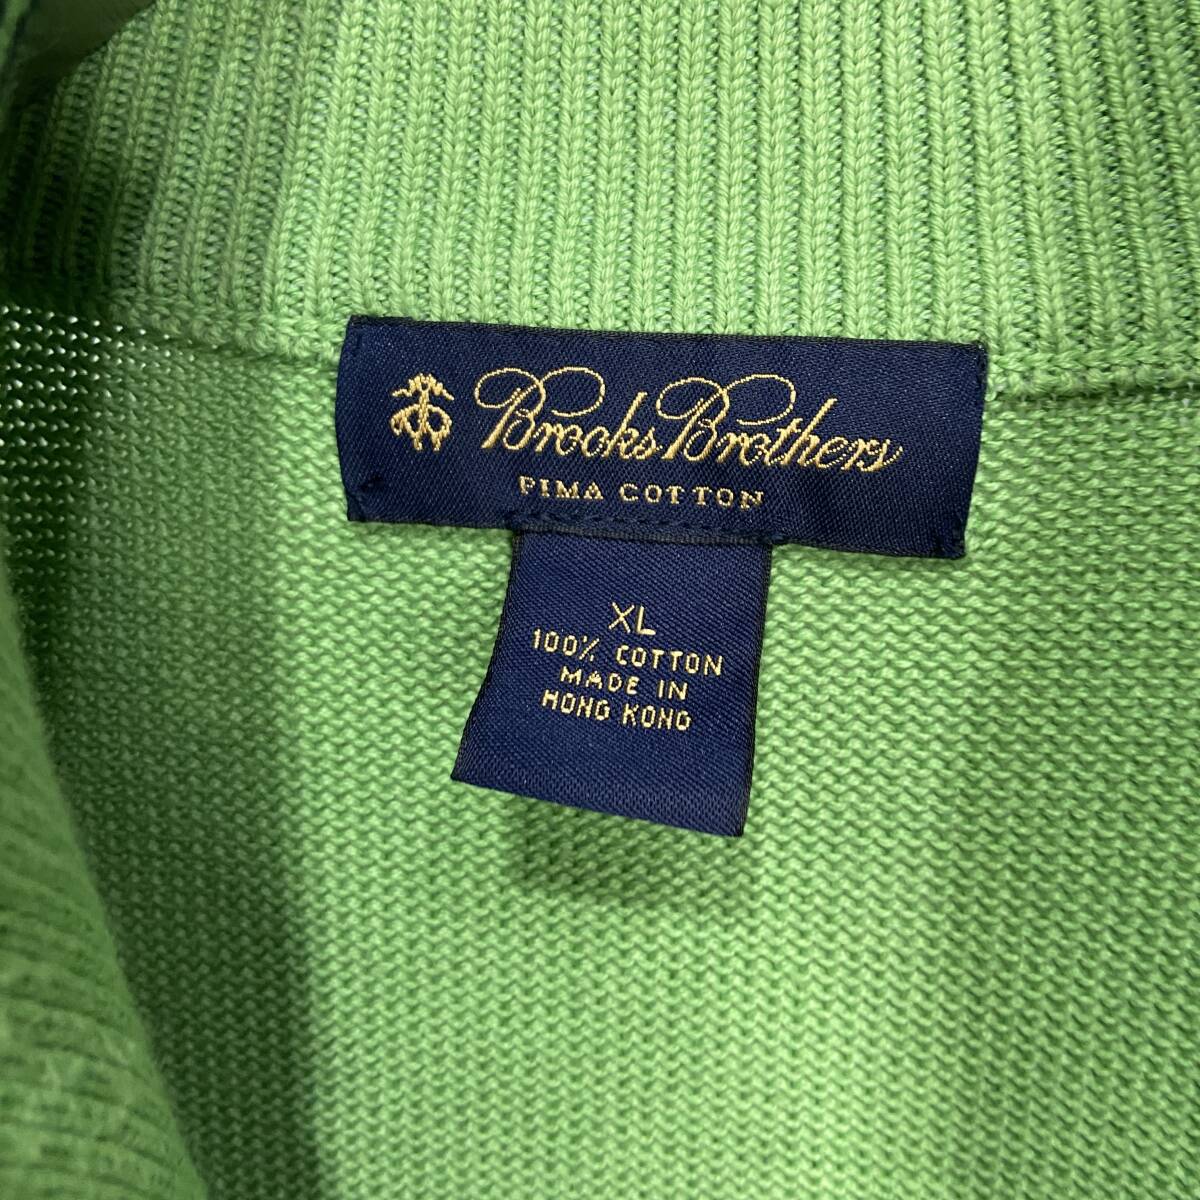 Brooks Brothers
PIMA COTTON
XL
100% COTTON
MADE IN
HONG KONG